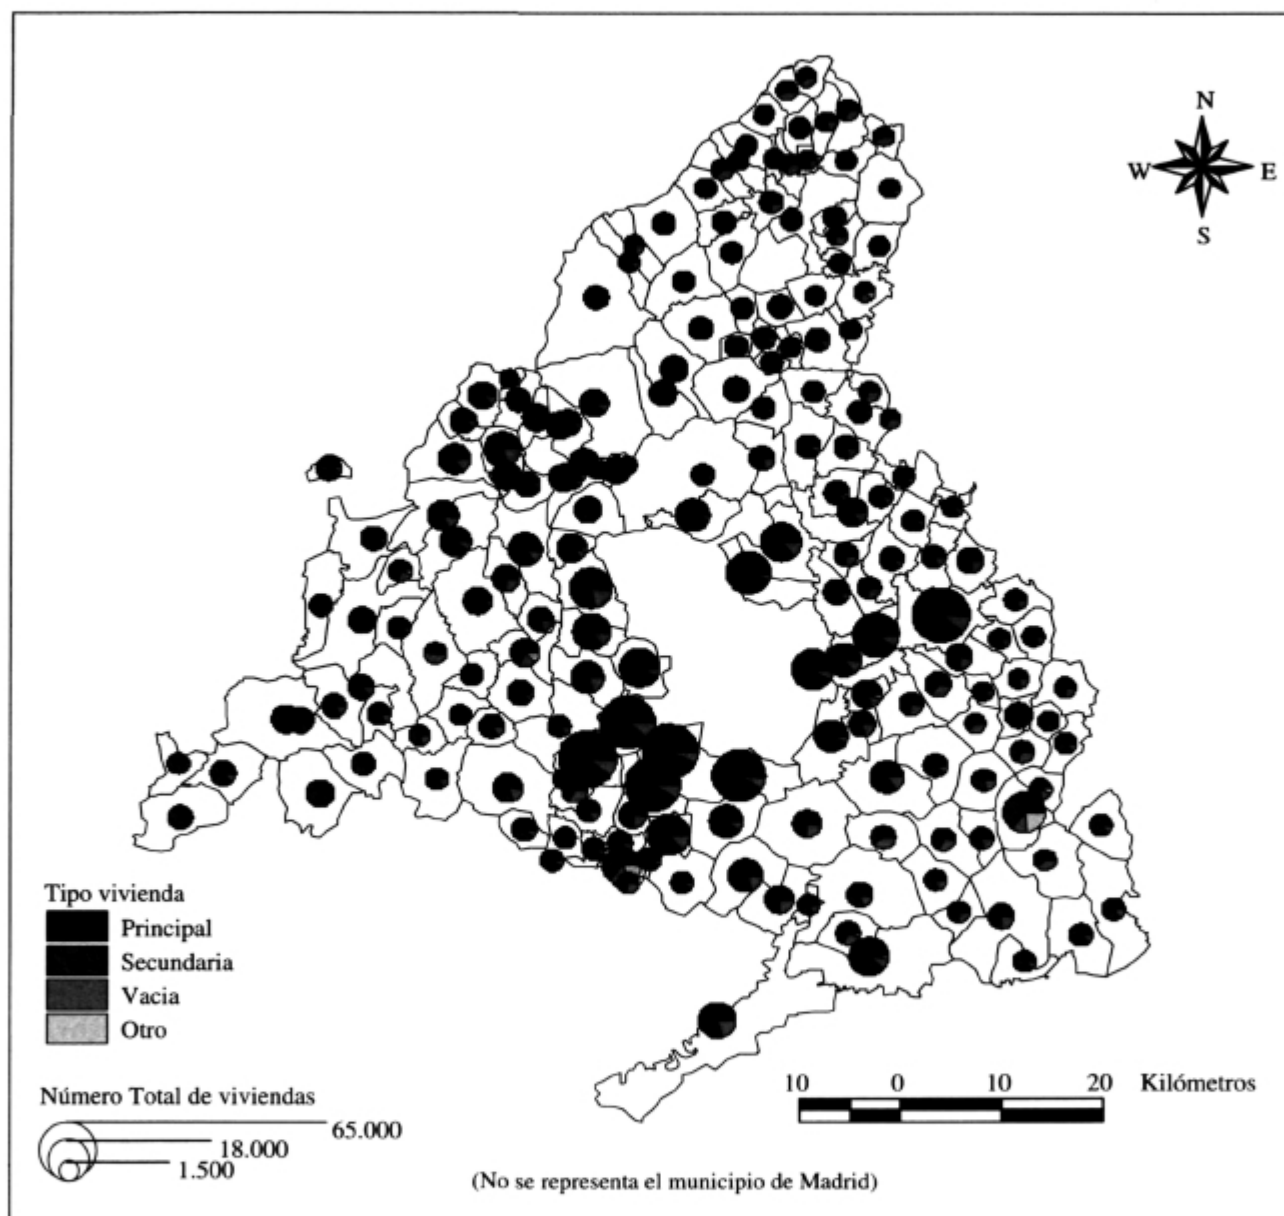 N
W E
S
Tipo vivienda
Principal
Secundaria
Vacia
Otro
Número Total de viviendas
65.000
18.000
1.500
10 0 10 20 Kilómetros
(No se representa el municipio de Madrid)